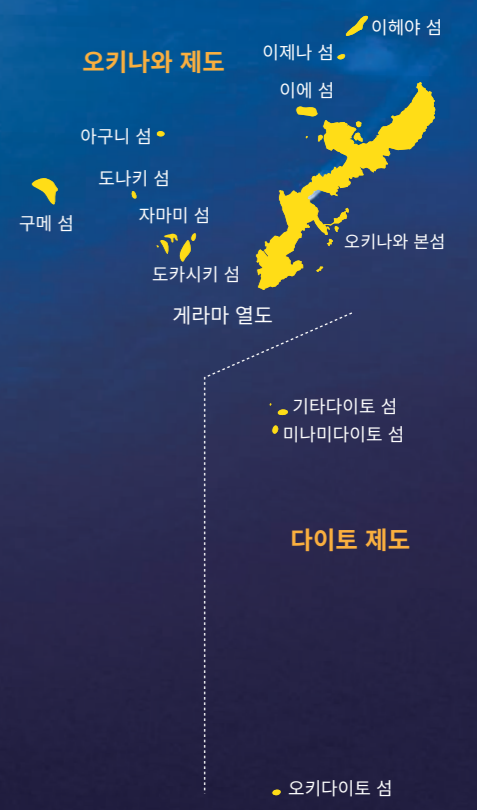 이헤야 섬
이제나 섬
오키나와 제도
이에 섬
아구니 섬
도나키 섬
자마미 섬
구메 섬
오키나와 본섬
도카시키 섬
게라마 열도
기타다이토 섬
미나미다이토 섬
다이토 제도
오키다이토 섬